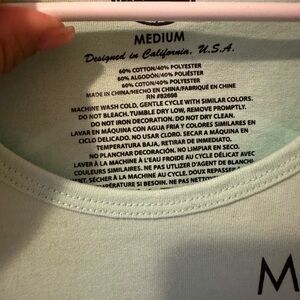 MEDIUM
Designed in California, U.S.A.
60% COTTON/40% POLYESTER
60% ALGODÓN/40% POLIÉSTER
60% COTON/40% POLYESTER
MADE IN CHINA/HECHO EN CHINA/FABRIQUÉ EN CHINE
RN #82698
MACHINE WASH COLD, GENTLE CYCLE WITH SIMILAR COLORS.
DO NOT BLEACH. TUMBLE DRY LOW, REMOVE PROMPTLY.
DO NOT IRON DECORATION. DO NOT DRY CLEAN.
LAVAR EN MÁQUINA CON AGUA FRIA Y COLORES SIMILARES EN
CICLO DELICADO. NO USAR CLORO. SECAR A MÁQUINA EN
TEMPERATURA BAJA, RETIRAR DE INMEDIATO.
NO PLANCHAR DECORACIÓN. NO LIMPIAR EN SECO.
LAVER À LA MACHINE À L'EAU FROIDE AU CYCLE DÉLICAT AVEC
COULEURS SIMILAIRES. NE PAS
SÉCHER À LA MACHINE AU CYCLE DOUX, REPASSER
TEMPÉRATURE SI BESOIN. NE PAS NETTOY
M